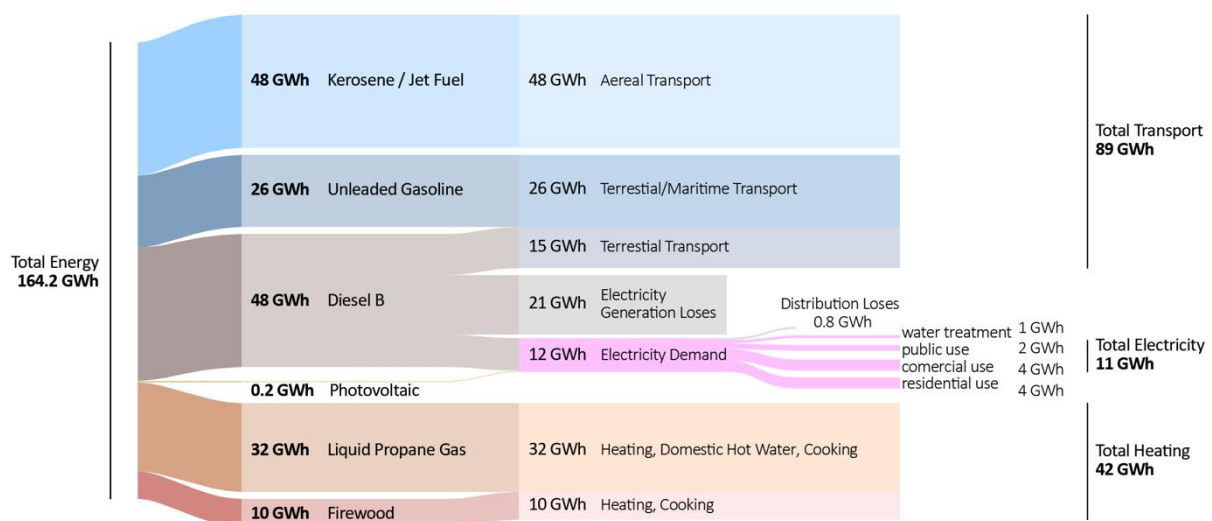 Total Energy
164.2 GWh
48 GWh Kerosene / Jet Fuel
48 GWh Aereal Transport
26 GWh Unleaded Gasoline
26 GWh Terrestial/Maritime Transport
15 GWh Terrestial Transport
48 GWh Diesel B
21 GWh Electricity
Generation Loses
12 GWh Electricity Demand
Distribution Loses
0.8 GWh
water treatment 1 GWh
public use 2 GWh
comercial use 4 GWh
residential use 4 GWh
0.2 GWh Photovoltaic
32 GWh Liquid Propane Gas
32 GWh Heating, Domestic Hot Water, Cooking
10 GWh Firewood
10 GWh Heating, Cooking
Total Transport
89 GWh
Total Electricity
11 GWh
Total Heating
42 GWh